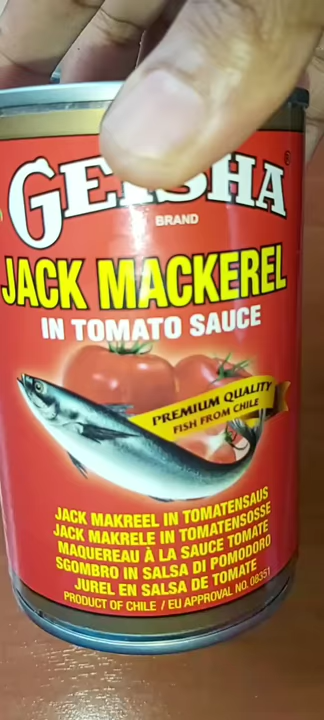 GEISHA®
BRAND
JACK MACKEREL
IN TOMATO SAUCE
PREMIUM QUALITY
FISH FROM CHILE
JACK MAKREEL IN TOMATENSAUS
JACK MAKRELE IN TOMATENSOSSE
MAQUEREAU À LA SAUCE TOMATE
SGOMBRO IN SALSA DI POMODORO
JUREL EN SALSA DE TOMATE
PRODUCT OF CHILE / EU APPROVAL NO. 08351